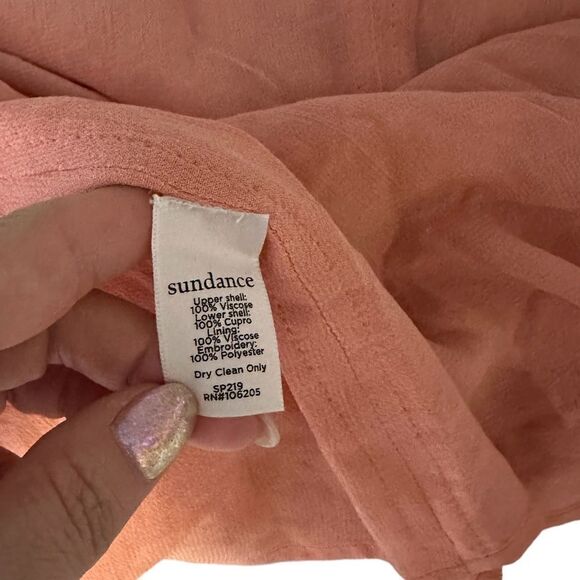 sundance
Upper shell:
100% Viscose
Lower shell:
100% Cupro
Lining:
100% Viscose
Embroidery:
100% Polyester
Dry Clean Only
SP219
RN#106205